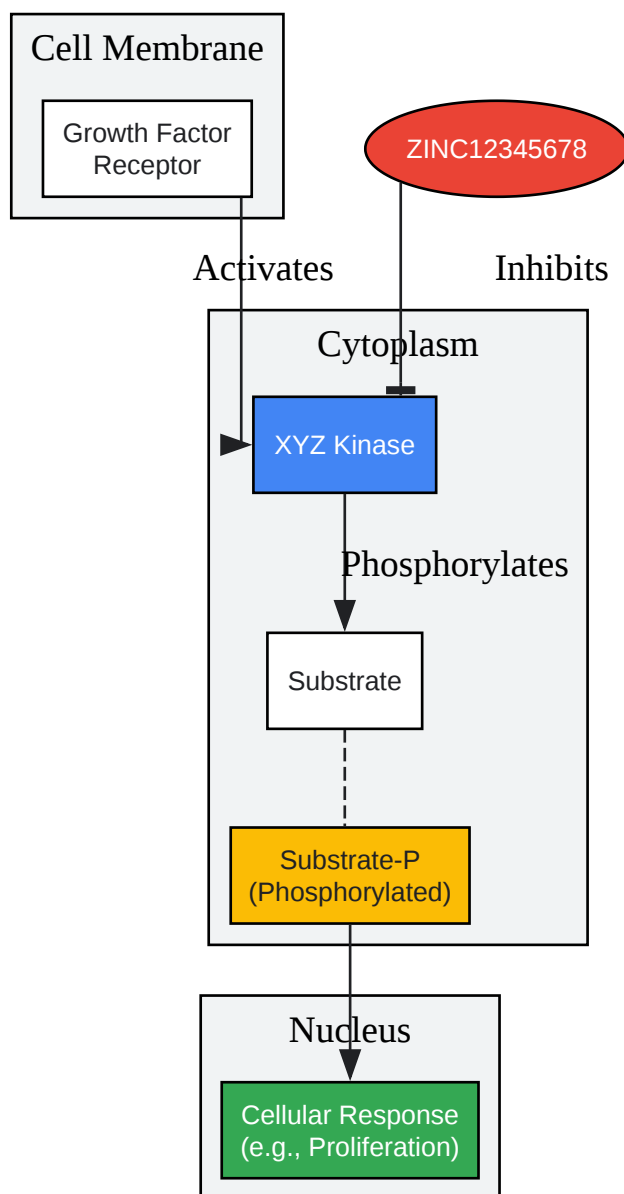 Cell Membrane
Growth Factor
Receptor
ZINC12345678
Activates
Inhibits
Cytoplasm
XYZ Kinase
Phosphorylates
Substrate
Substrate-P
(Phosphorylated)
Nucleus
Cellular Response
(e.g., Proliferation)